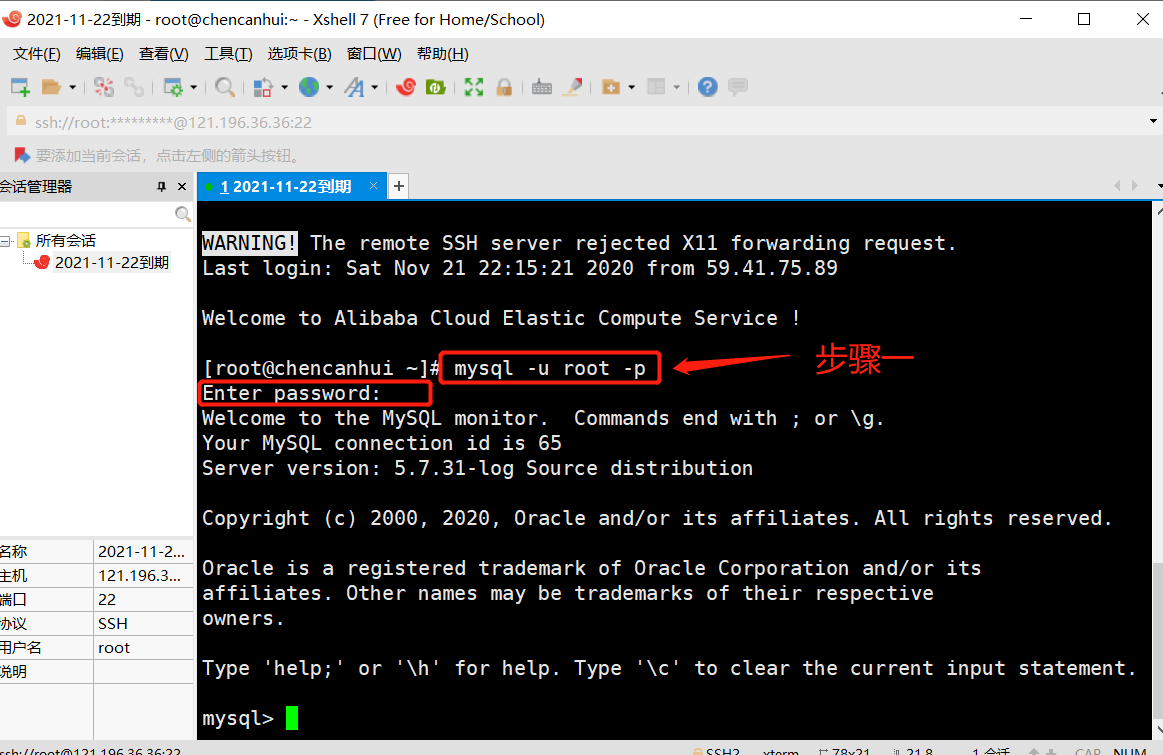 2021-11-22到期 - root@chencanhui:~ - Xshell 7 (Free for Home/School)
文件(F) 编辑(E) 查看(V) 工具(T) 选项卡(B) 窗口(W) 帮助(H)
ssh://root:*********@121.196.36.36:22
要添加当前会话，点击左侧的箭头按钮。
会话管理器
1 2021-11-22到期
所有会话
2021-11-22到期
WARNING! The remote SSH server rejected X11 forwarding request.
Last login: Sat Nov 21 22:15:21 2020 from 59.41.75.89
Welcome to Alibaba Cloud Elastic Compute Service !
[root@chencanhui ~]# mysql -u root -p
步骤一
Enter password:
Welcome to the MySQL monitor.  Commands end with ; or \g.
Your MySQL connection id is 65
Server version: 5.7.31-log Source distribution
Copyright (c) 2000, 2020, Oracle and/or its affiliates. All rights reserved.
Oracle is a registered trademark of Oracle Corporation and/or its
affiliates. Other names may be trademarks of their respective
owners.
Type 'help;' or '\h' for help. Type '\c' to clear the current input statement.
mysql>
名称 2021-11-2...
主机 121.196.3...
端口 22
协议 SSH
用户名 root
说明
ssh://root@121.196.36.36:22 SSH2 xterm 78x21 21,8 1 会话 CAP NUM